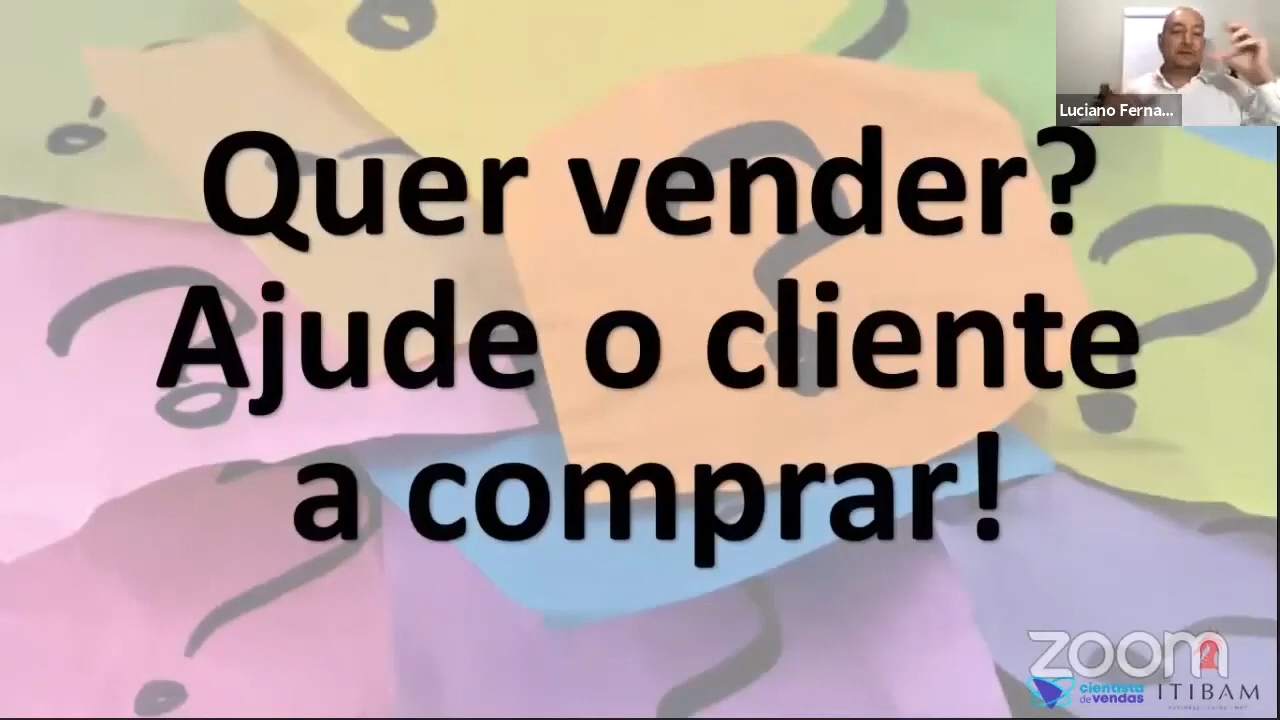 Luciano Ferna...
Quer vender?
Ajude o cliente
a comprar!
zoom
cientista
de vendas
ITIBAM